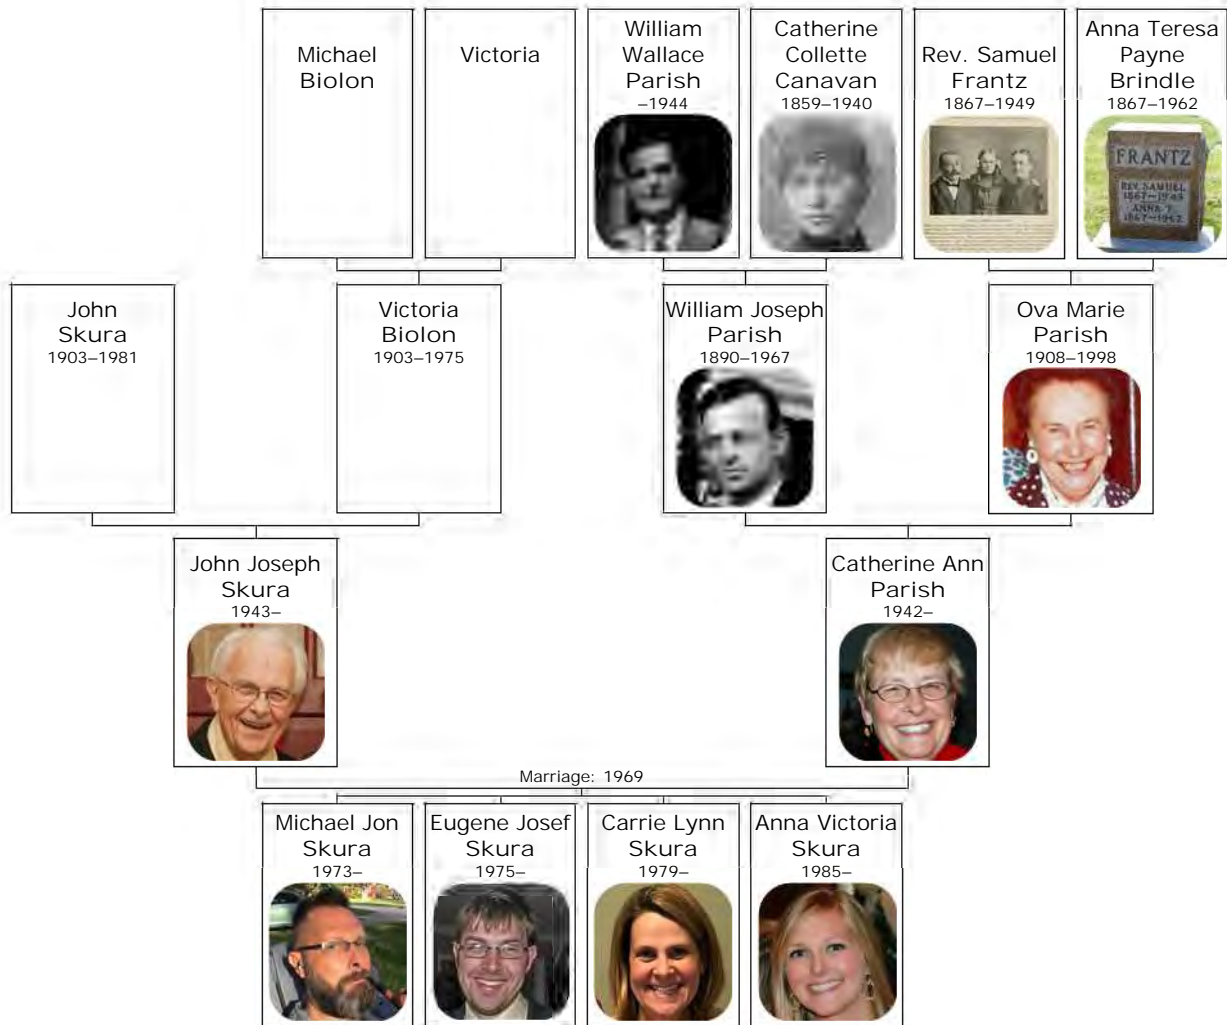 Michael
Biolon
Victoria
William
Wallace
Parish
–1944
Catherine
Collette
Canavan
1859–1940
Rev. Samuel
Frantz
1867–1949
Anna Teresa
Payne
Brindle
1867–1962
FRANTZ
REV. SAMUEL
1867–1949
ANNA T.
1867–1962
John
Skura
1903–1981
Victoria
Biolon
1903–1975
William Joseph
Parish
1890–1967
Ova Marie
Parish
1908–1998
John Joseph
Skura
1943–
Catherine Ann
Parish
1942–
Marriage: 1969
Michael Jon
Skura
1973–
Eugene Josef
Skura
1975–
Carrie Lynn
Skura
1979–
Anna Victoria
Skura
1985–